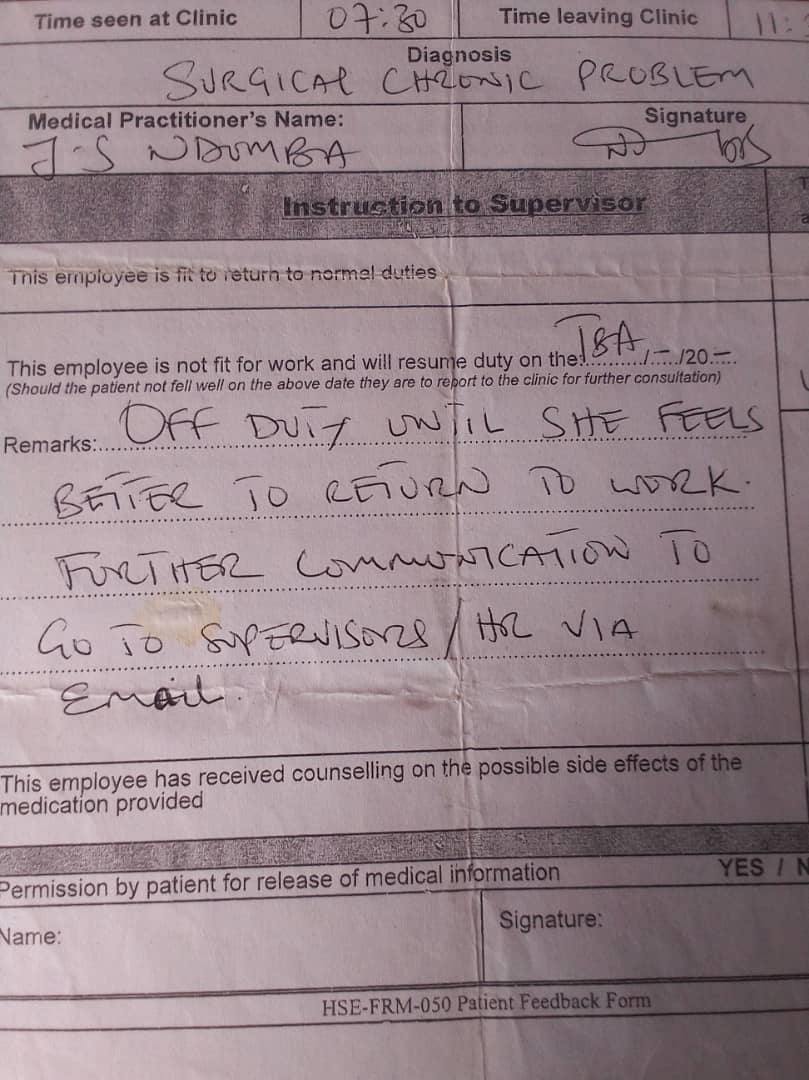 Time seen at Clinic 07:30 Time leaving Clinic 11:
Diagnosis
SURGICAL CHRONIC PROBLEM
Medical Practitioner's Name: Signature
J.S NDUMBA
Instruction to Supervisor
This employee is fit to return to normal duties
This employee is not fit for work and will resume duty on the TBA/-/20-
(Should the patient not fell well on the above date they are to report to the clinic for further consultation)
Remarks: OFF DUTY UNTIL SHE FEELS
BETTER TO RETURN TO WORK.
FURTHER COMMUNICATION TO
GO TO SUPERVISORS / HR VIA
Email.
This employee has received counselling on the possible side effects of the
medication provided
Permission by patient for release of medical information YES / N
Name: Signature:
HSE-FRM-050 Patient Feedback Form